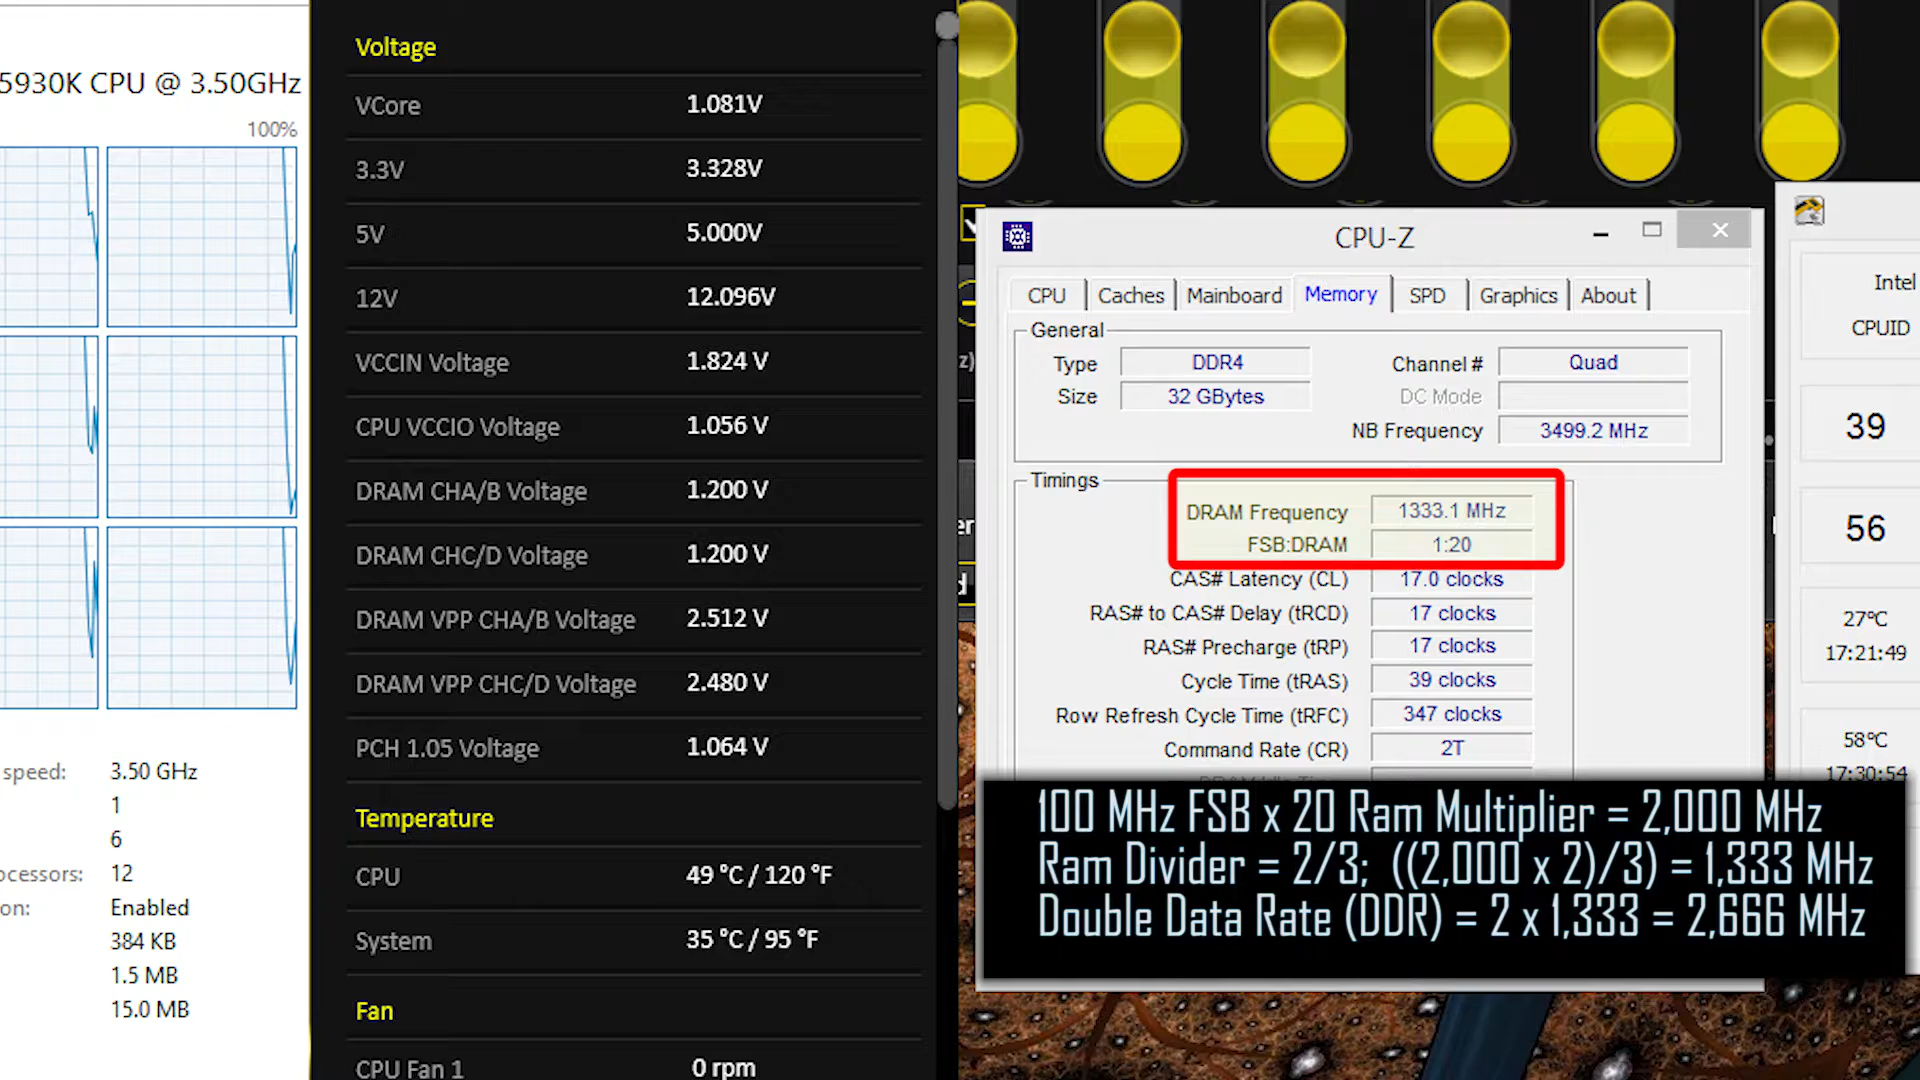 5930K CPU @ 3.50GHz
100%
speed: 3.50 GHz
1
6
ocessors: 12
on: Enabled
384 KB
1.5 MB
15.0 MB
Voltage
VCore 1.081V
3.3V 3.328V
5V 5.000V
12V 12.096V
VCCIN Voltage 1.824 V
CPU VCCIO Voltage 1.056 V
DRAM CHA/B Voltage 1.200 V
DRAM CHC/D Voltage 1.200 V
DRAM VPP CHA/B Voltage 2.512 V
DRAM VPP CHC/D Voltage 2.480 V
PCH 1.05 Voltage 1.064 V
Temperature
CPU 49 °C / 120 °F
System 35 °C / 95 °F
Fan
CPU Fan 1 0 rpm
z)
er
d
CPU-Z
CPU Caches Mainboard Memory SPD Graphics About
General
Type DDR4 Channel # Quad
Size 32 GBytes DC Mode
NB Frequency 3499.2 MHz
Timings
DRAM Frequency 1333.1 MHz
FSB:DRAM 1:20
CAS# Latency (CL) 17.0 clocks
RAS# to CAS# Delay (tRCD) 17 clocks
RAS# Precharge (tRP) 17 clocks
Cycle Time (tRAS) 39 clocks
Row Refresh Cycle Time (tRFC) 347 clocks
Command Rate (CR) 2T
100 MHz FSB x 20 Ram Multiplier = 2,000 MHz
Ram Divider = 2/3; ((2,000 x 2)/3) = 1,333 MHz
Double Data Rate (DDR) = 2 x 1,333 = 2,666 MHz
Intel
CPUID
39
56
27°C
17:21:49
58°C
17:30:54